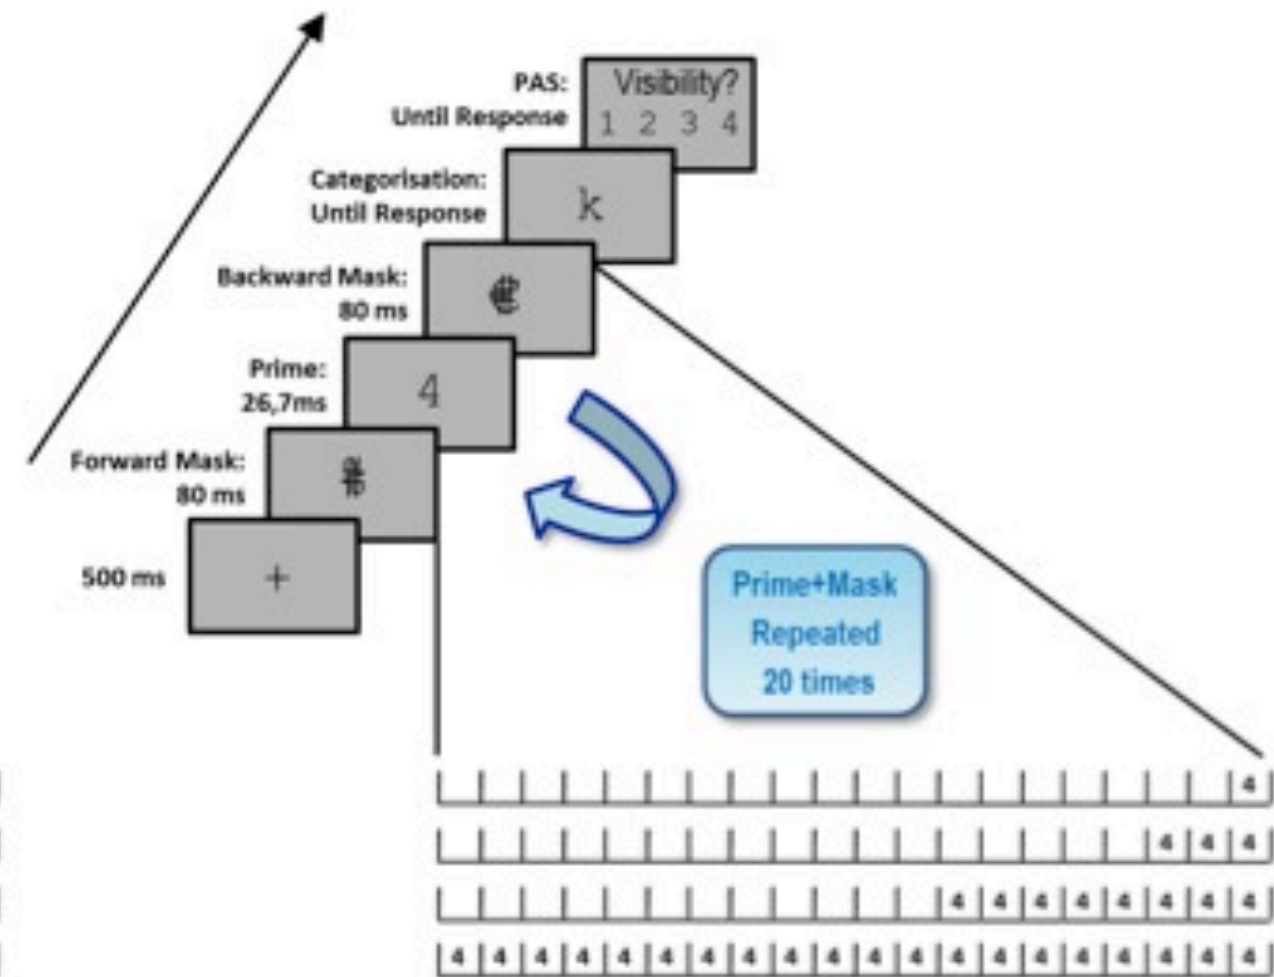 PAS:
Until Response
Visibility?
1 2 3 4
Categorisation:
Until Response
k
Backward Mask:
80 ms
Prime:
26,7ms
4
Forward Mask:
80 ms
500 ms
+
Prime+Mask
Repeated
20 times
4
4 4 4
4 4 4 4 4 4 4 4
4 4 4 4 4 4 4 4 4 4 4 4 4 4 4 4 4 4 4 4